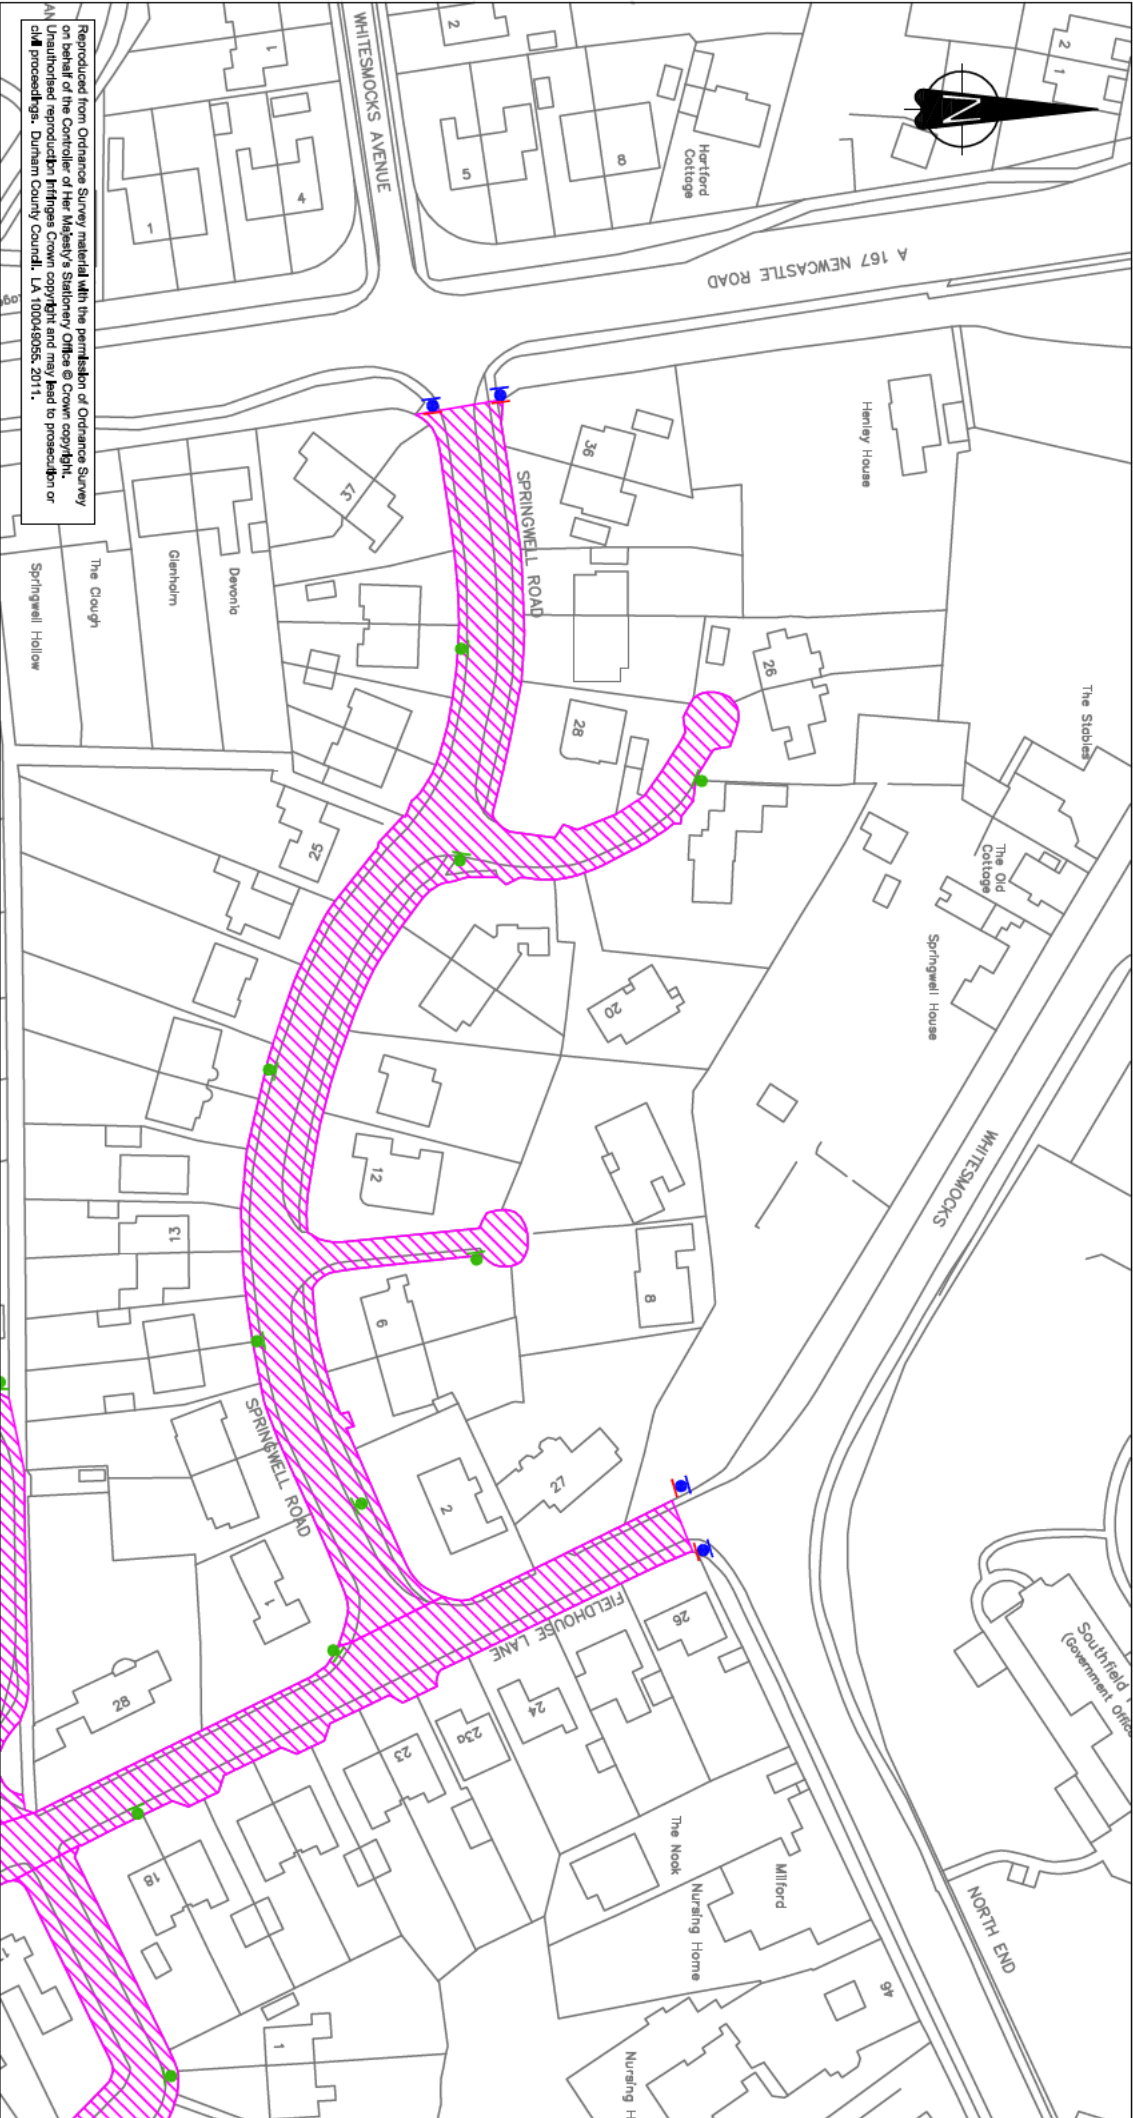 Reproduced from Ordnance Survey material with the permission of Ordnance Survey
on behalf of the Controller of Her Majesty's Stationery Office © Crown copyright.
Unauthorised reproduction infringes Crown copyright and may lead to prosecution or
civil proceedings. Durham County Council. LA 100049055. 2011.
WHITESMOCKS AVENUE
1
4
1
2
5
6
Hartford
Cottage
2
1
N
A 167 NEWCASTLE ROAD
Henley House
36
37
SPRINGWELL ROAD
Devonia
Glenholm
The Clough
Springwell Hollow
28
26
The Stables
The Old
Cottage
Springwell House
25
20
WHITESMOCKS
12
13
8
6
SPRINGWELL ROAD
2
27
1
28
FIELDHOUSE LANE
26
24
23a
23
18
The Nook
Nursing Home
Milford
NORTH END
46
1
Southfield
(Government